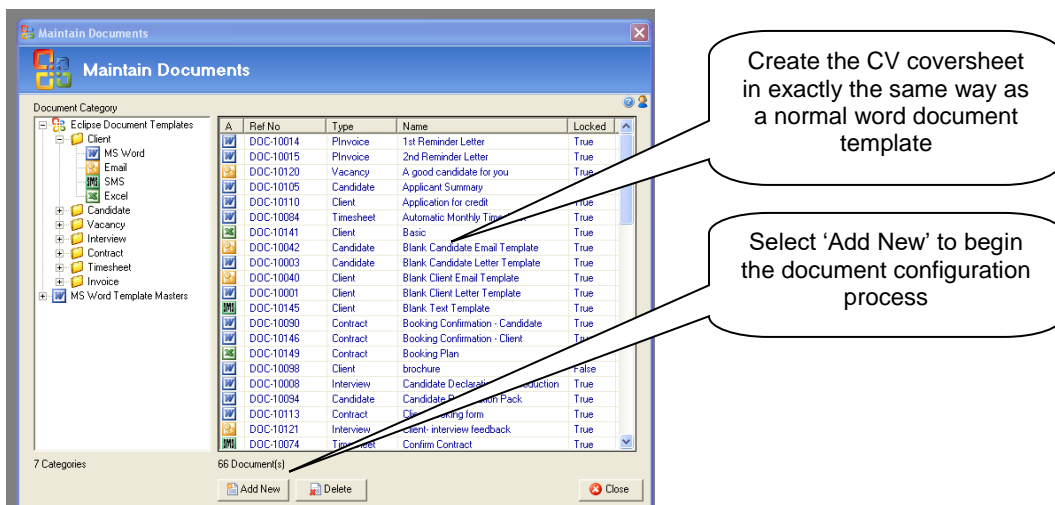 Maintain Documents
Maintain Documents
Document Category
Eclipse Document Templates
Client
MS Word
Email
SMS
Excel
Candidate
Vacancy
Interview
Contract
Timesheet
Invoice
MS Word Template Masters
A Ref No Type Name Locked
DOC-10014 PInvoice 1st Reminder Letter True
DOC-10015 PInvoice 2nd Reminder Letter True
DOC-10120 Vacancy A good candidate for you True
DOC-10105 Candidate Applicant Summary True
DOC-10110 Client Application for credit True
DOC-10084 Timesheet Automatic Monthly
DOC-10141 Client Basic True
DOC-10042 Candidate Blank Candidate Email Template True
DOC-10003 Candidate Blank Candidate Letter Template True
DOC-10040 Client Blank Client Email Template True
DOC-10001 Client Blank Client Letter Template True
SMS DOC-10145 Client Blank Text Template True
DOC-10090 Contract Booking Confirmation - Candidate True
DOC-10146 Contract Booking Confirmation - Client
DOC-10149 Contract Booking Plan True
DOC-10098 Client brochure False
DOC-10008 Interview Candidate True
DOC-10094 Candidate Candidate Pack True
DOC-10113 Contract form True
DOC-10121 Interview Client- interview feedback True
SMS DOC-10074 Timesheet Confirm Contract True
7 Categories
66 Document(s)
Add New
Delete
Close
Create the CV coversheet
in exactly the same way as
a normal word document
template
Select ‘Add New’ to begin
the document configuration
process